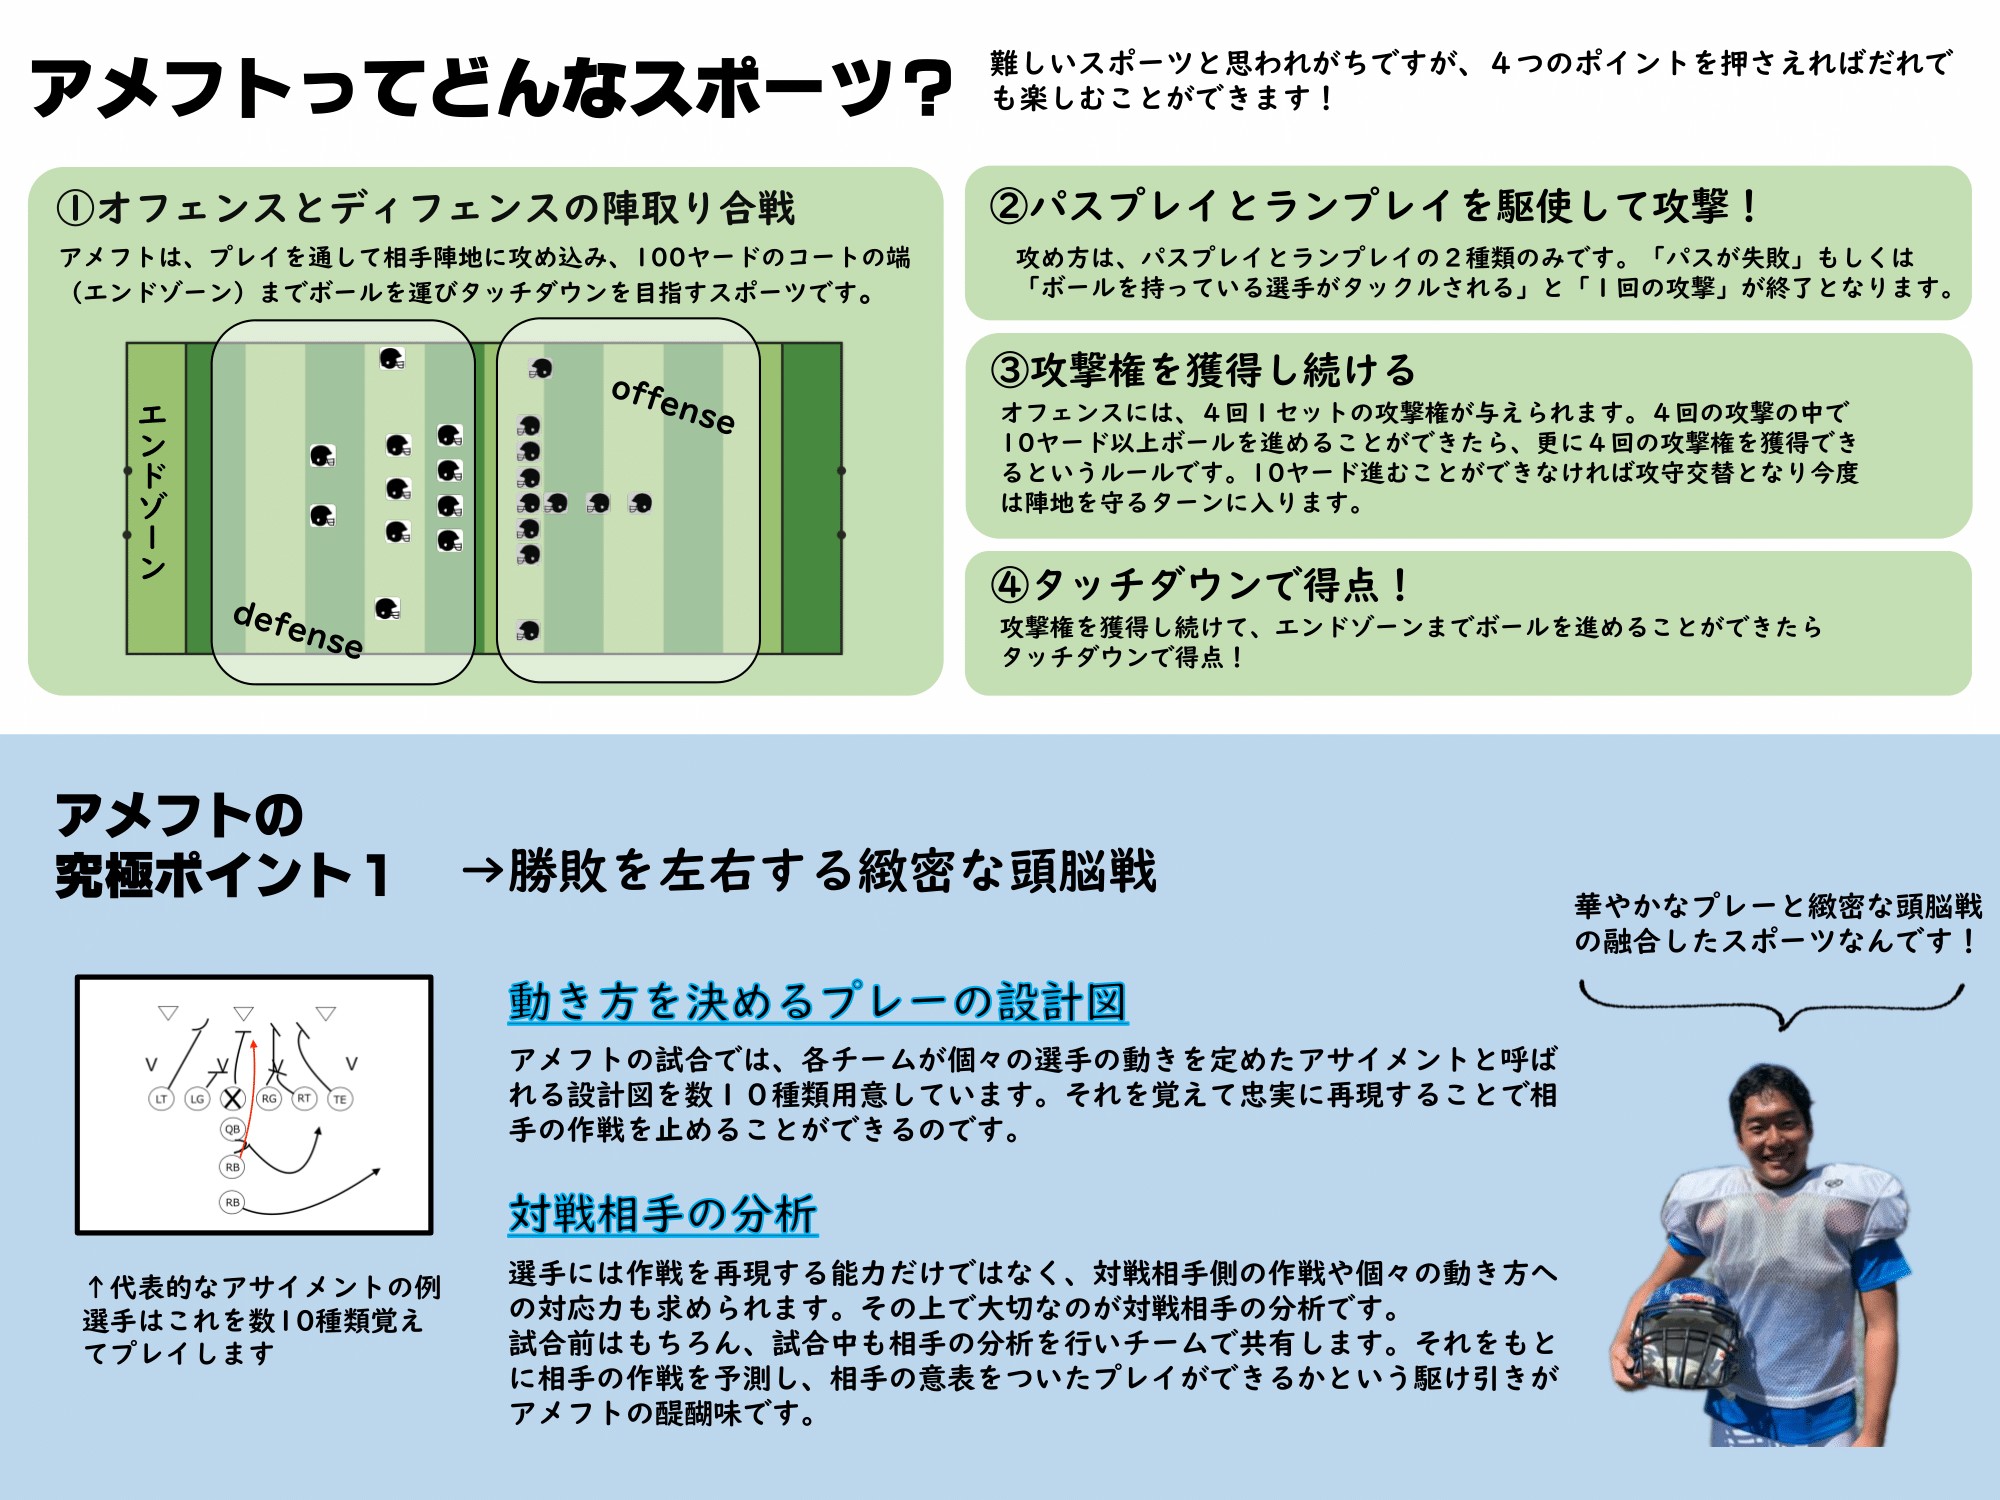 アメフトってどんなスポーツ?
難しいスポーツと思われがちですが、４つのポイントを押さえればだれで
も楽しむことができます！
①オフェンスとディフェンスの陣取り合戦
アメフトは、プレイを通して相手陣地に攻め込み、100ヤードのコートの端
（エンドゾーン）までボールを運びタッチダウンを目指すスポーツです。
エンドゾーン
defense
offense
②パスプレイとランプレイを駆使して攻撃！
攻め方は、パスプレイとランプレイの２種類のみです。「パスが失敗」もしくは
「ボールを持っている選手がタックルされる」と「１回の攻撃」が終了となります。
③攻撃権を獲得し続ける
オフェンスには、４回１セットの攻撃権が与えられます。４回の攻撃の中で
10ヤード以上ボールを進めることができたら、更に４回の攻撃権を獲得でき
るというルールです。10ヤード進むことができなければ攻守交替となり今度
は陣地を守るターンに入ります。
④タッチダウンで得点！
攻撃権を獲得し続けて、エンドゾーンまでボールを進めることができたら
タッチダウンで得点！
アメフトの
究極ポイント１
→勝敗を左右する緻密な頭脳戦
華やかなプレーと緻密な頭脳戦
の融合したスポーツなんです！
V V
LT LG X RG RT TE
QB
RB
RB
↑代表的なアサイメントの例
選手はこれを数10種類覚え
てプレイします
動き方を決めるプレーの設計図
アメフトの試合では、各チームが個々の選手の動きを定めたアサイメントと呼ば
れる設計図を数１０種類用意しています。それを覚えて忠実に再現することで相
手の作戦を止めることができるのです。
対戦相手の分析
選手には作戦を再現する能力だけではなく、対戦相手側の作戦や個々の動き方へ
の対応力も求められます。その上で大切なのが対戦相手の分析です。
試合前はもちろん、試合中も相手の分析を行いチームで共有します。それをもと
に相手の作戦を予測し、相手の意表をついたプレイができるかという駆け引きが
アメフトの醍醐味です。